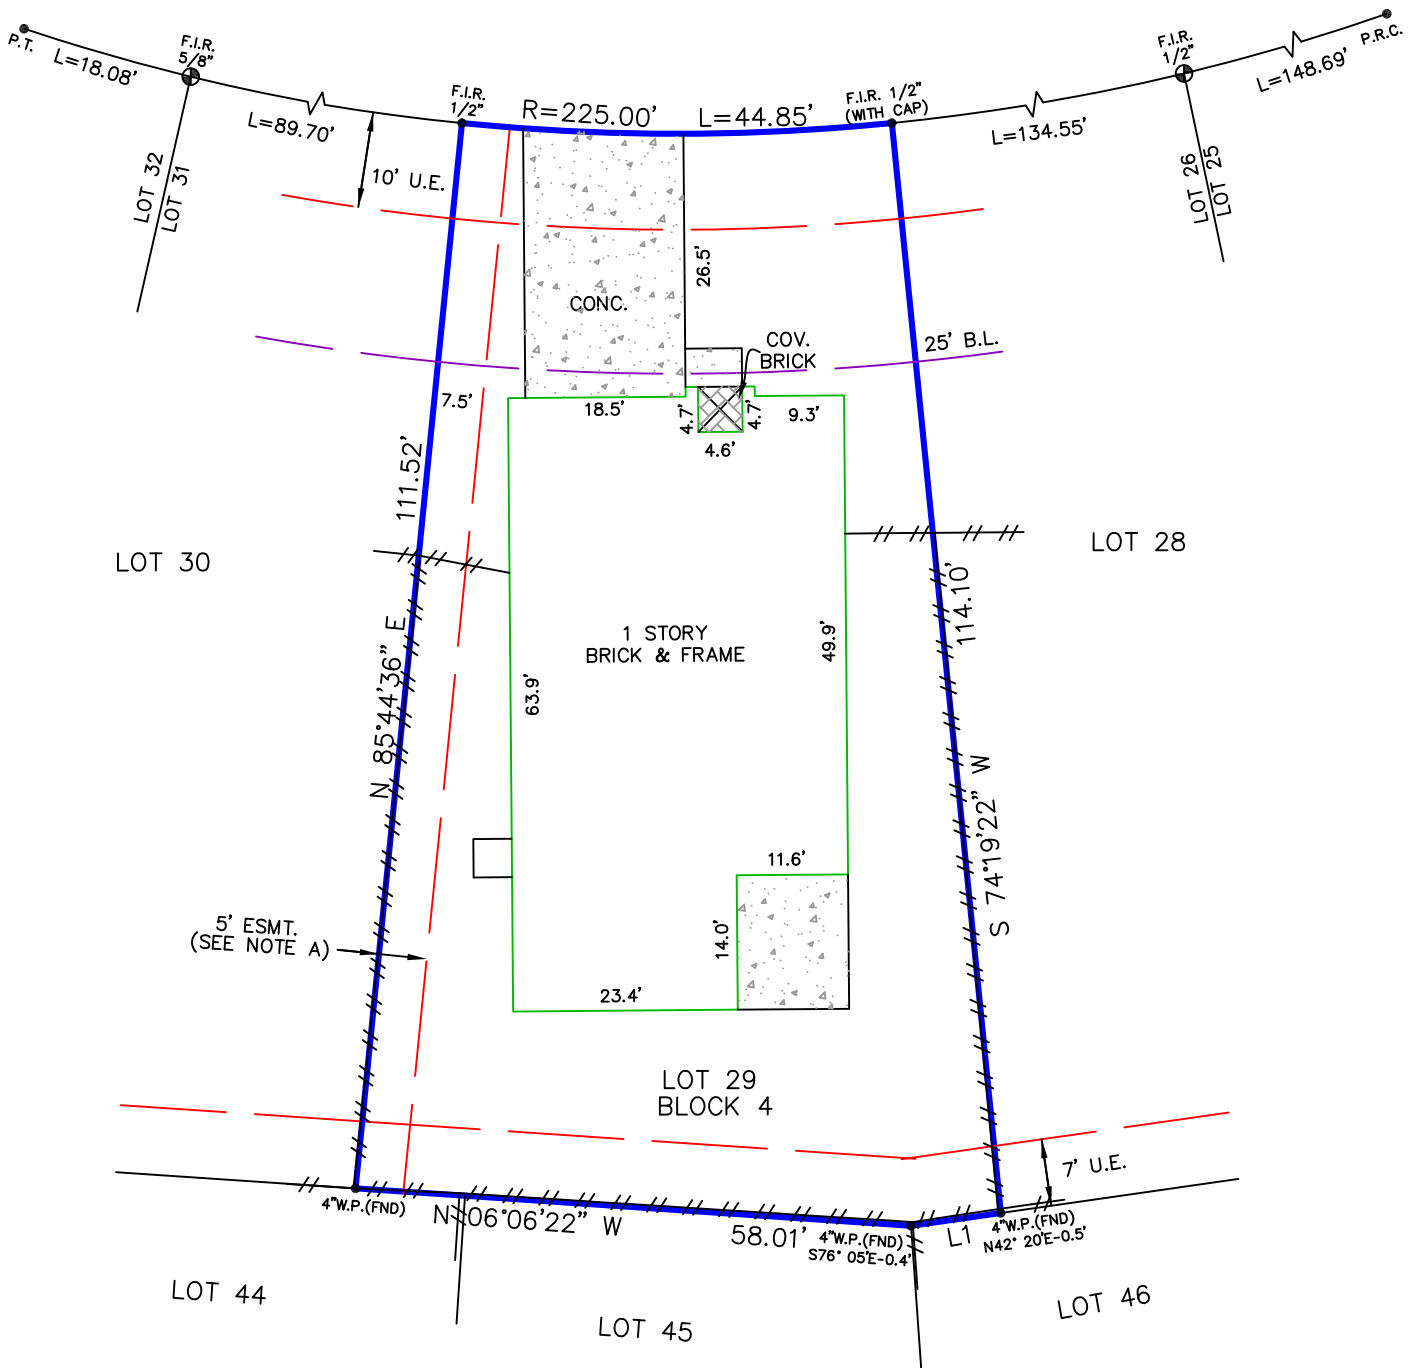 P.T.
L=18.08'
F.I.R.
5/8"
L=89.70'
F.I.R.
1/2"
R=225.00'
L=44.85'
F.I.R. 1/2"
(WITH CAP)
L=134.55'
F.I.R.
1/2"
L=148.69'
P.R.C.
LOT 32
LOT 31
10' U.E.
LOT 26
LOT 25
26.5'
CONC.
COV.
BRICK
25' B.L.
7.5'
18.5'
4.7'
4.7'
9.3'
4.6'
111.52'
LOT 30
LOT 28
114.10'
1 STORY
BRICK & FRAME
49.9'
63.9'
N 85°44'36" E
S 74°19'22" W
11.6'
14.0'
5' ESMT.
(SEE NOTE A)
23.4'
LOT 29
BLOCK 4
7' U.E.
4"W.P.(FND)
N 06°06'22" W
58.01'
4"W.P.(FND)
S76° 05'E-0.4'
L1
4"W.P.(FND)
N42° 20'E-0.5'
LOT 44
LOT 45
LOT 46